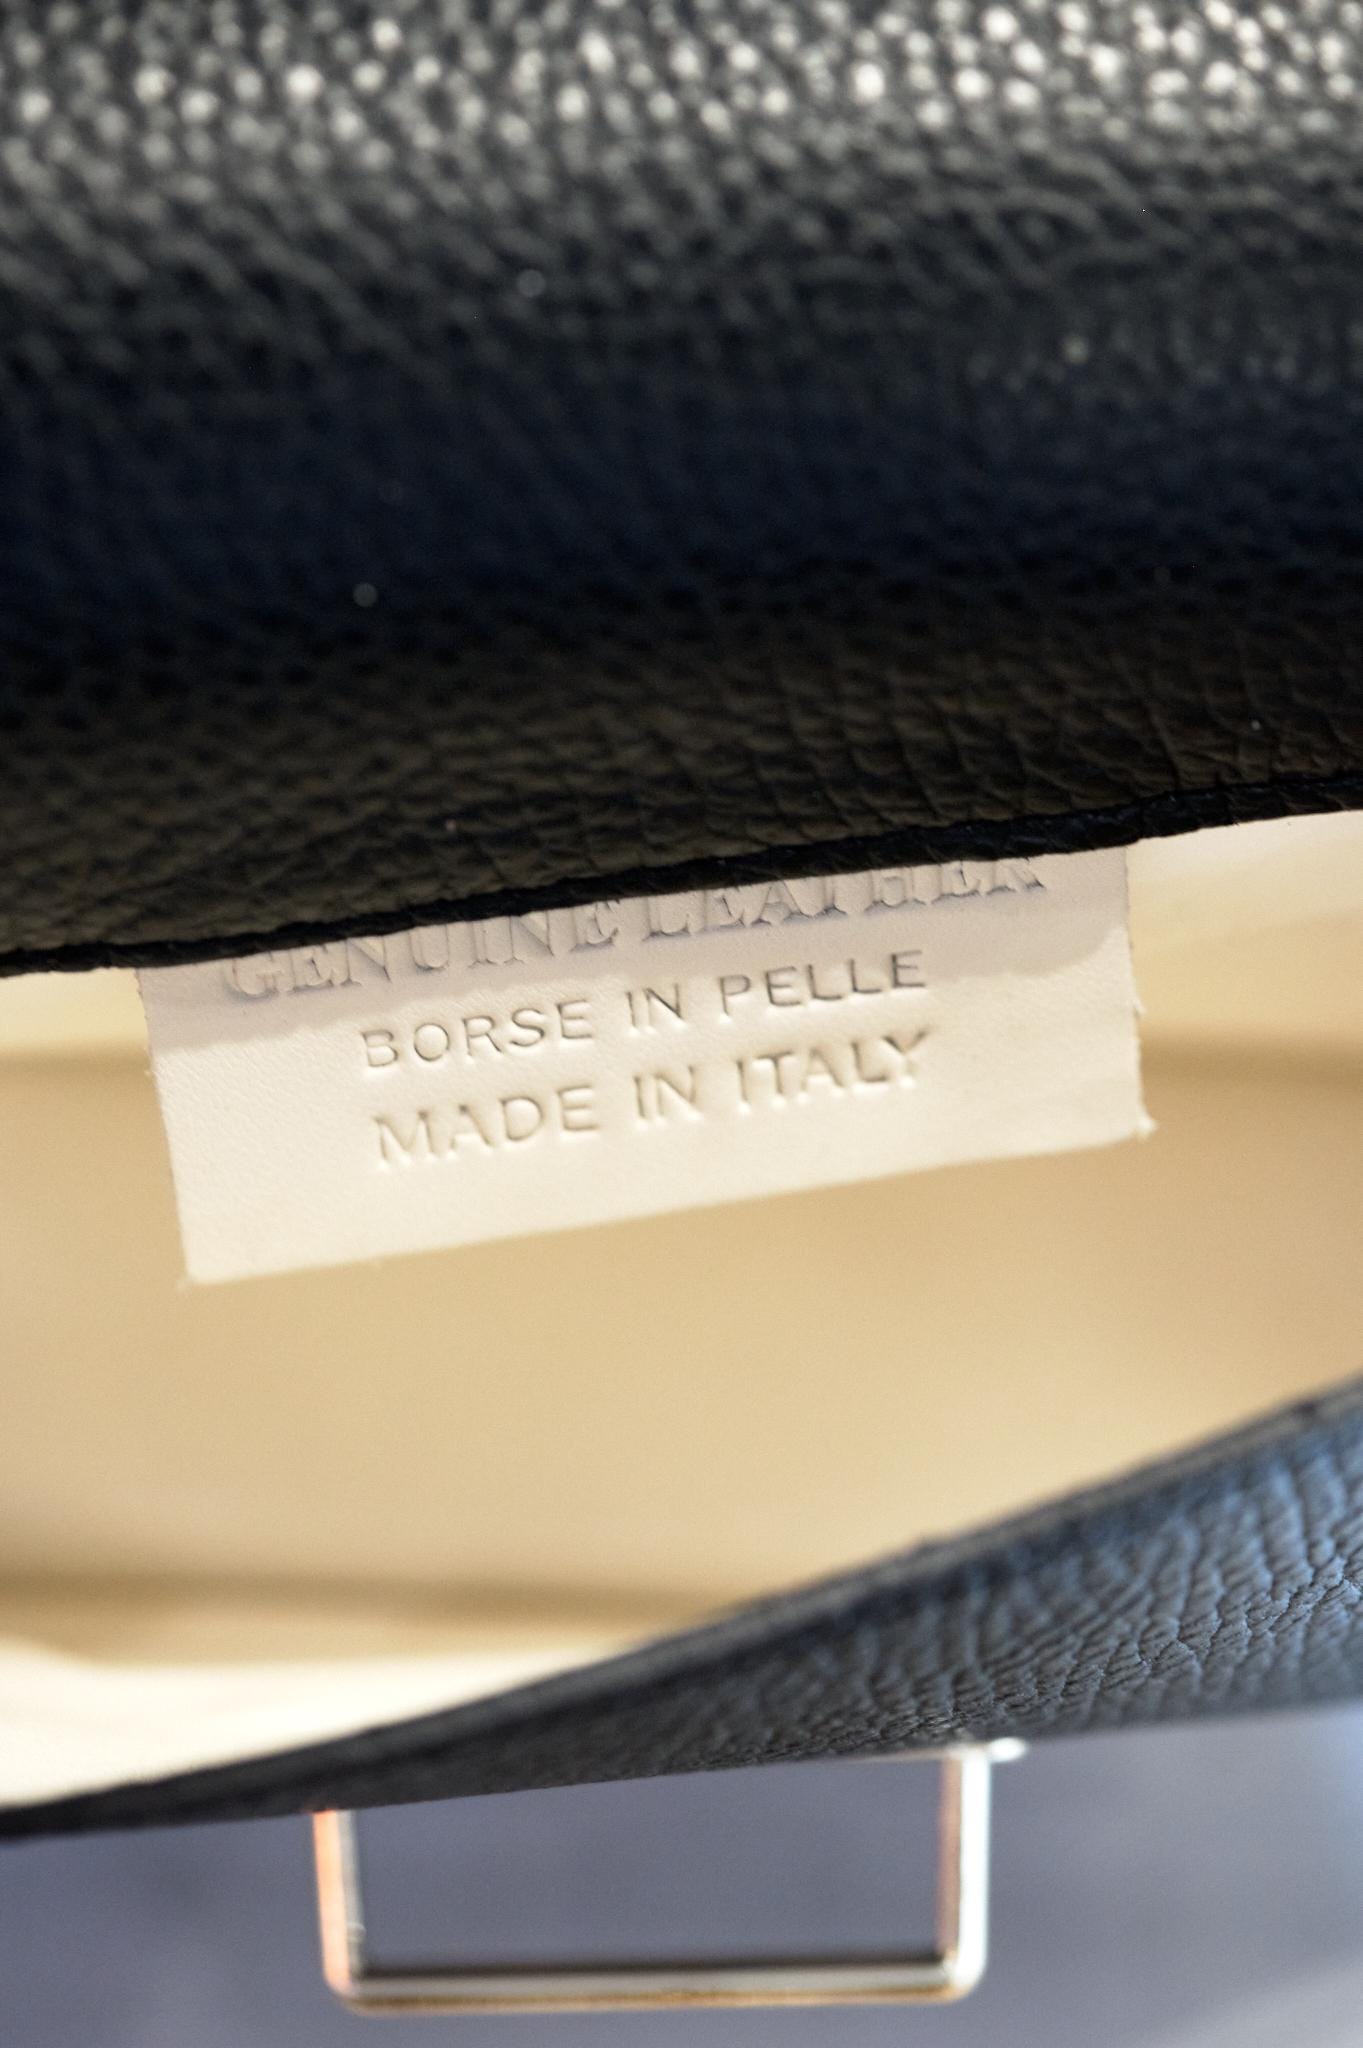 GENUINE LEATHER
BORSE IN PELLE
MADE IN ITALY